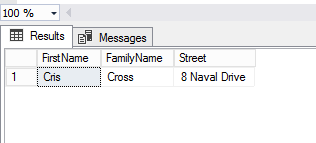 100 %
Results Messages
FirstName FamilyName Street
1 Cris Cross 8 Naval Drive